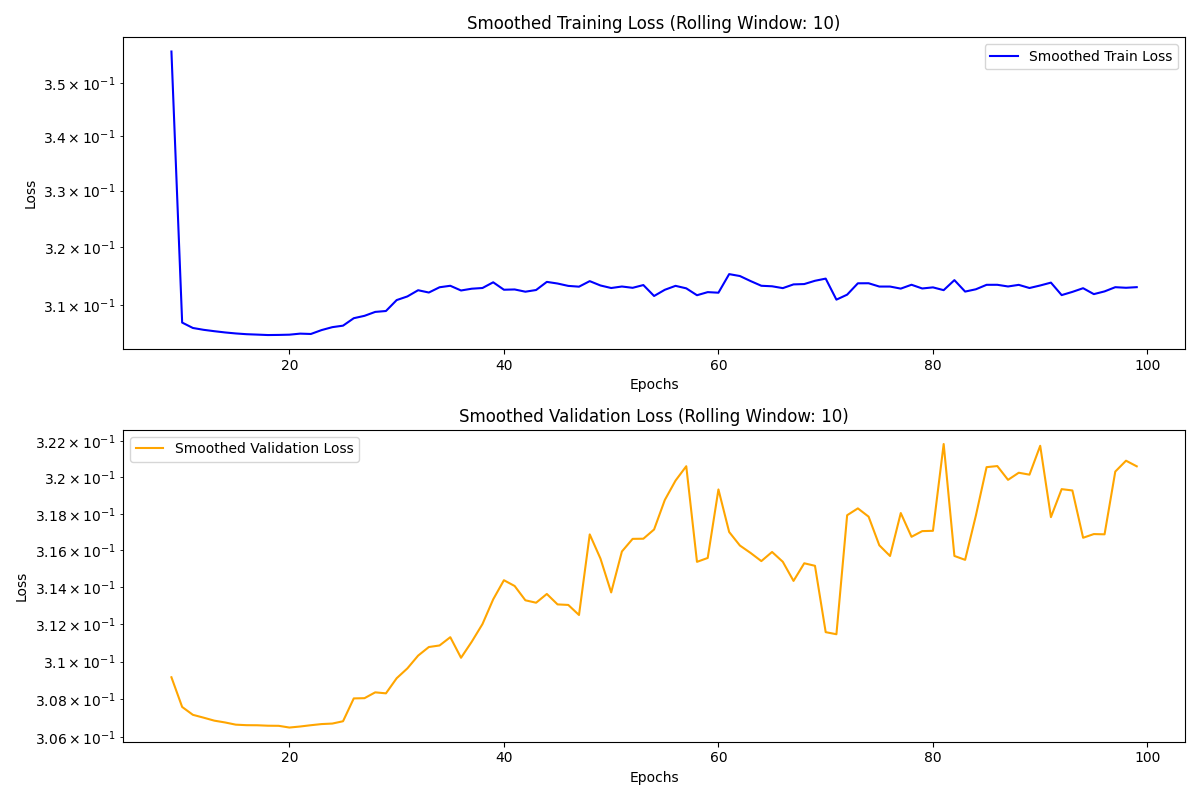 Smoothed Training Loss (Rolling Window: 10)
Smoothed Train Loss
3.5 × 10⁻¹
3.4 × 10⁻¹
3.3 × 10⁻¹
3.2 × 10⁻¹
3.1 × 10⁻¹
Loss
20 40 60 80 100
Epochs
Smoothed Validation Loss (Rolling Window: 10)
Smoothed Validation Loss
3.22 × 10⁻¹
3.2 × 10⁻¹
3.18 × 10⁻¹
3.16 × 10⁻¹
3.14 × 10⁻¹
3.12 × 10⁻¹
3.1 × 10⁻¹
3.08 × 10⁻¹
3.06 × 10⁻¹
Loss
20 40 60 80 100
Epochs